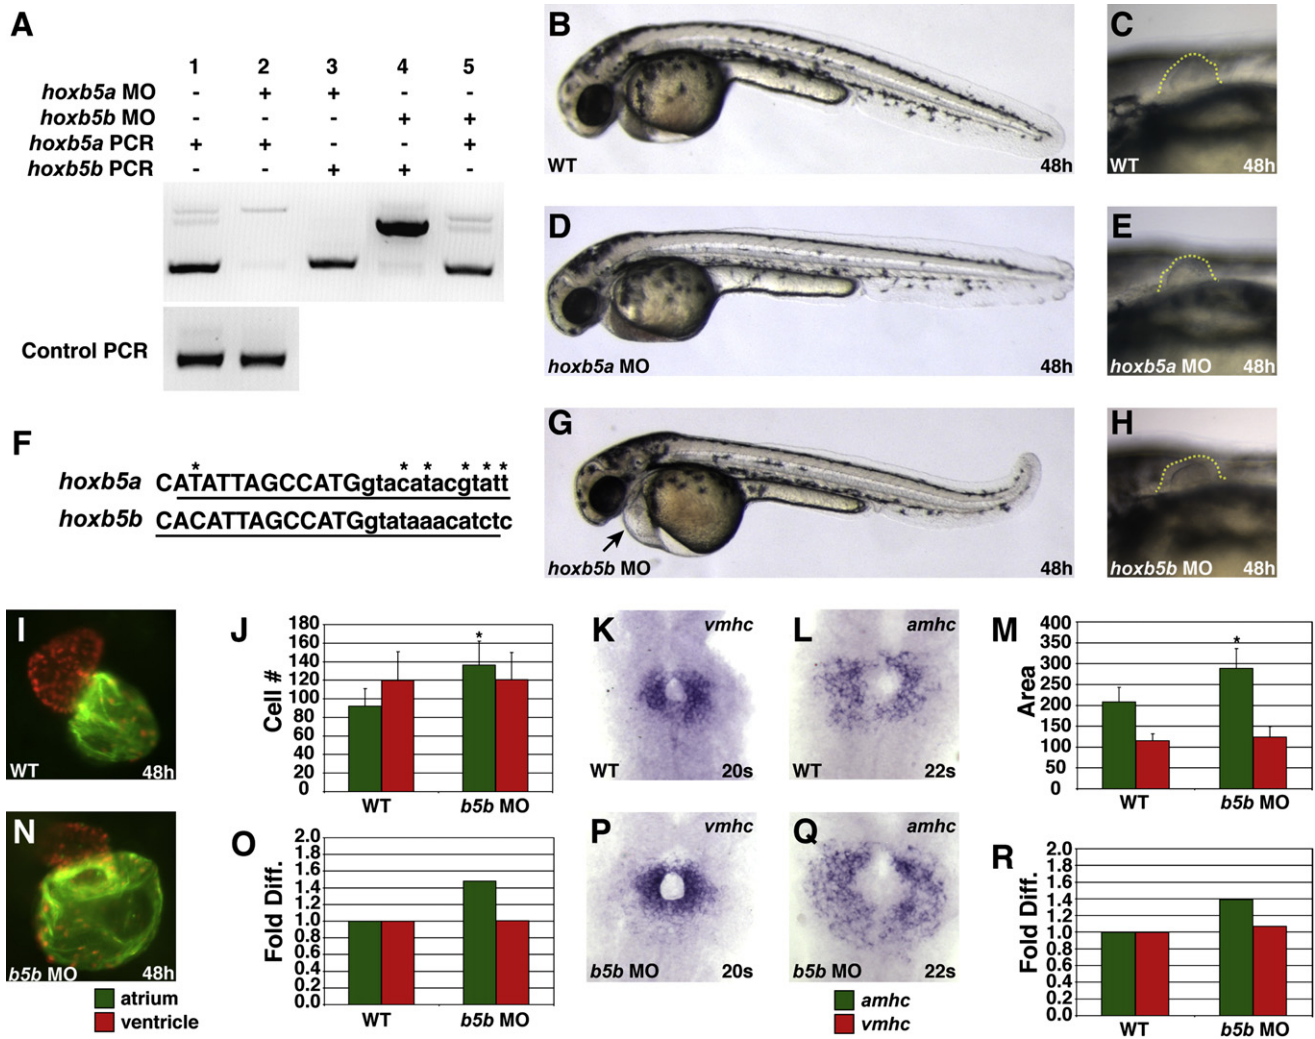 A
1 2 3 4 5
hoxb5a MO - + + - -
hoxb5b MO - - - + +
hoxb5a PCR + + - - +
hoxb5b PCR - - + + -
Control PCR
B
WT 48h
C
WT 48h
D
hoxb5a MO 48h
E
hoxb5a MO 48h
F
* * * * * *
hoxb5a CATATTAGCCATGgtacatacgtatt
hoxb5b CACATTAGCCATGgtataaacatctc
G
hoxb5b MO 48h
H
hoxb5b MO 48h
I
WT 48h
J
Cell #
180
160
140
120
100
80
60
40
20
0
*
WT b5b MO
K
vmhc
WT 20s
L
amhc
WT 22s
M
Area
400
350
300
250
200
150
100
50
0
*
WT b5b MO
N
b5b MO 48h
atrium
ventricle
O
Fold Diff.
2.0
1.8
1.6
1.4
1.2
1.0
0.8
0.6
0.4
0.2
0.0
WT b5b MO
P
vmhc
b5b MO 20s
Q
amhc
b5b MO 22s
amhc
vmhc
R
Fold Diff.
2.0
1.8
1.6
1.4
1.2
1.0
0.8
0.6
0.4
0.2
0.0
WT b5b MO